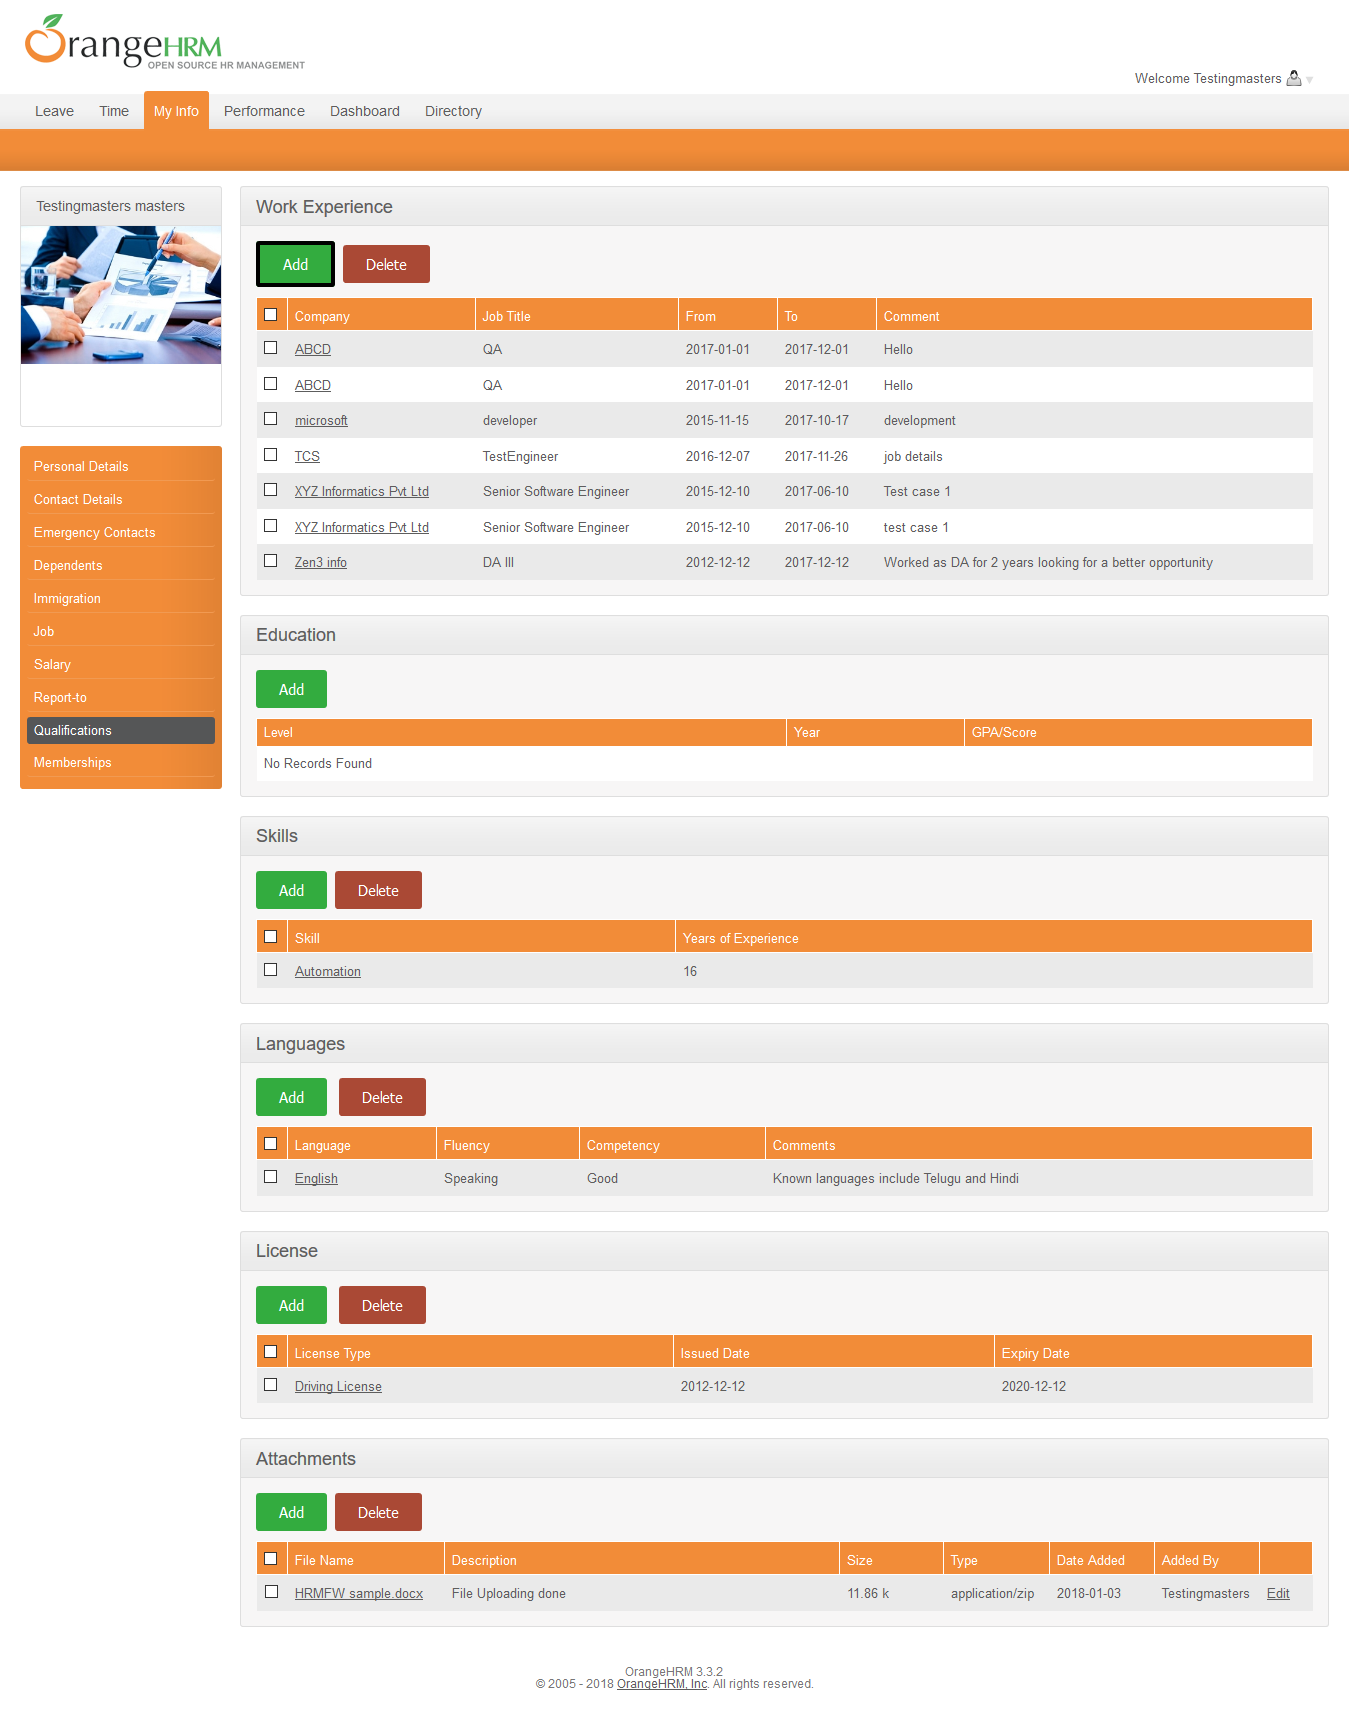 OrangeHRM
OPEN SOURCE HR MANAGEMENT
Welcome Testingmasters
Leave Time My Info Performance Dashboard Directory
Testingmasters masters
Personal Details
Contact Details
Emergency Contacts
Dependents
Immigration
Job
Salary
Report-to
Qualifications
Memberships
Work Experience
Add Delete
Company Job Title From To Comment
ABCD QA 2017-01-01 2017-12-01 Hello
ABCD QA 2017-01-01 2017-12-01 Hello
microsoft developer 2015-11-15 2017-10-17 development
TCS TestEngineer 2016-12-07 2017-11-26 job details
XYZ Informatics Pvt Ltd Senior Software Engineer 2015-12-10 2017-06-10 Test case 1
XYZ Informatics Pvt Ltd Senior Software Engineer 2015-12-10 2017-06-10 test case 1
Zen3 info DA III 2012-12-12 2017-12-12 Worked as DA for 2 years looking for a better opportunity
Education
Add
Level Year GPA/Score
No Records Found
Skills
Add Delete
Skill Years of Experience
Automation 16
Languages
Add Delete
Language Fluency Competency Comments
English Speaking Good Known languages include Telugu and Hindi
License
Add Delete
License Type Issued Date Expiry Date
Driving License 2012-12-12 2020-12-12
Attachments
Add Delete
File Name Description Size Type Date Added Added By
HRMFW sample.docx File Uploading done 11.86 k application/zip 2018-01-03 Testingmasters Edit
OrangeHRM 3.3.2
© 2005 - 2018 OrangeHRM, Inc. All rights reserved.